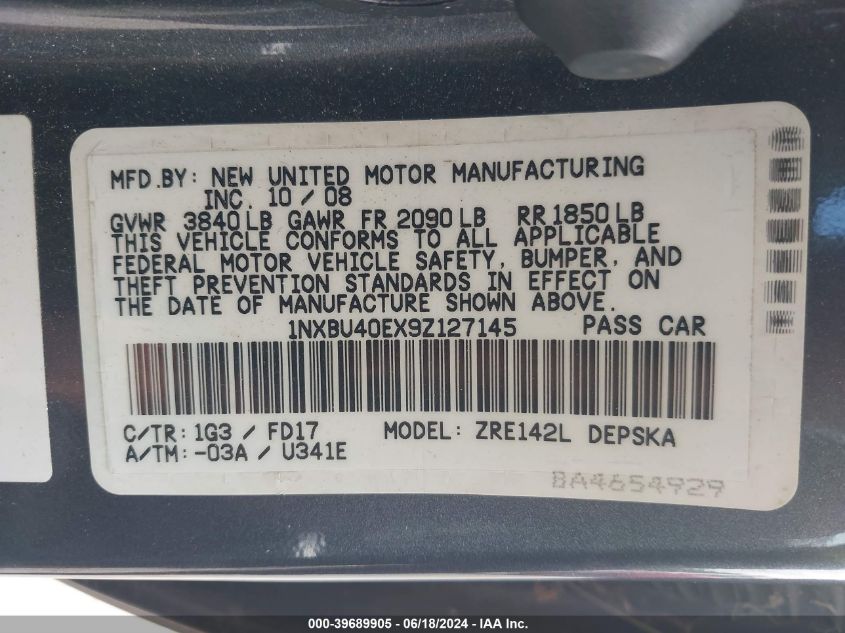 MFD.BY: NEW UNITED MOTOR MANUFACTURING
INC. 10 / 08
GVWR 3840 LB GAWR FR 2090 LB RR 1850 LB
THIS VEHICLE CONFORMS TO ALL APPLICABLE
FEDERAL MOTOR VEHICLE SAFETY, BUMPER, AND
THEFT PREVENTION STANDARDS IN EFFECT ON
THE DATE OF MANUFACTURE SHOWN ABOVE.
1NXBU40EX9Z127145 PASS CAR
C/TR: 1G3 / FD17 MODEL: ZRE142L DEPSKA
A/TM: -03A / U341E
BA4654929
000-39689905 - 06/18/2024 - IAA Inc.